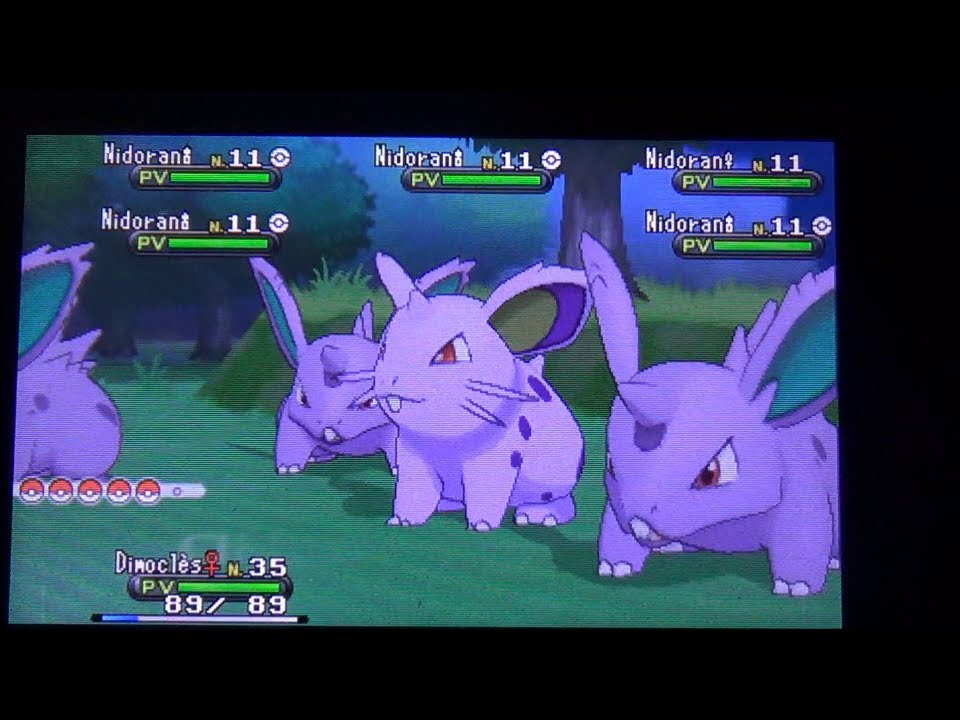 Nidoran♂ N.11
PV
Nidoran♂ N.11
PV
Nidoran♀ N.11
PV
Nidoran♂ N.11
PV
Nidoran♂ N.11
PV
Dimoclès♀ N.35
PV
89/ 89